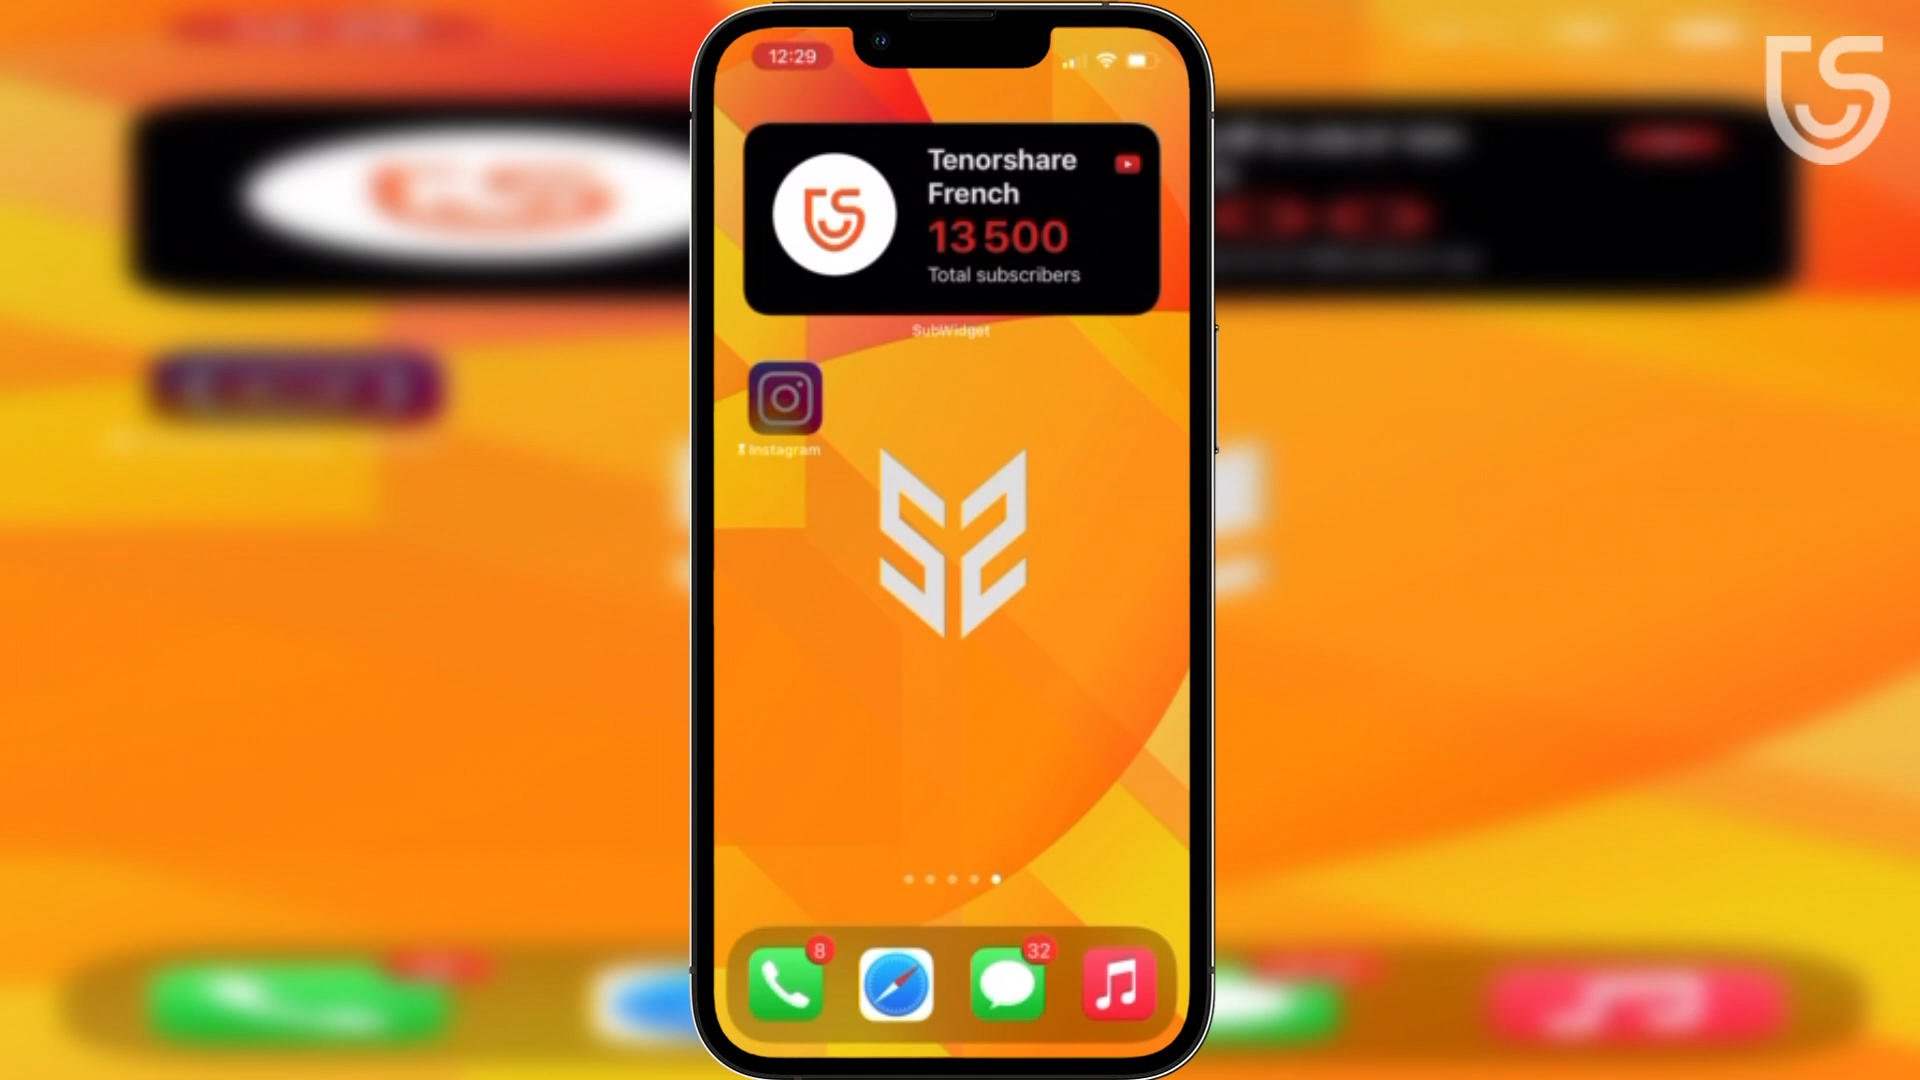 12:29
Tenorshare
French
13 500
Total subscribers
SubWidget
Instagram
8
32